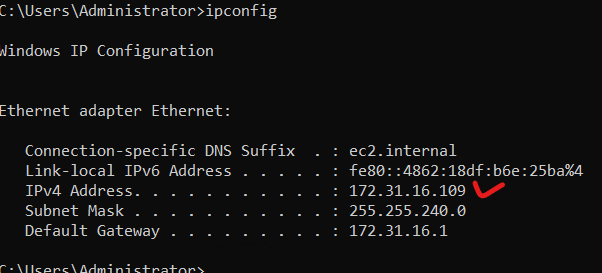 C:\Users\Administrator>ipconfig
Windows IP Configuration
Ethernet adapter Ethernet:
Connection-specific DNS Suffix  . : ec2.internal
Link-local IPv6 Address . . . . . : fe80::4862:18df:b6e:25ba%4
IPv4 Address. . . . . . . . . . . : 172.31.16.109
Subnet Mask . . . . . . . . . . . : 255.255.240.0
Default Gateway . . . . . . . . . : 172.31.16.1
C:\Users\Administrator>